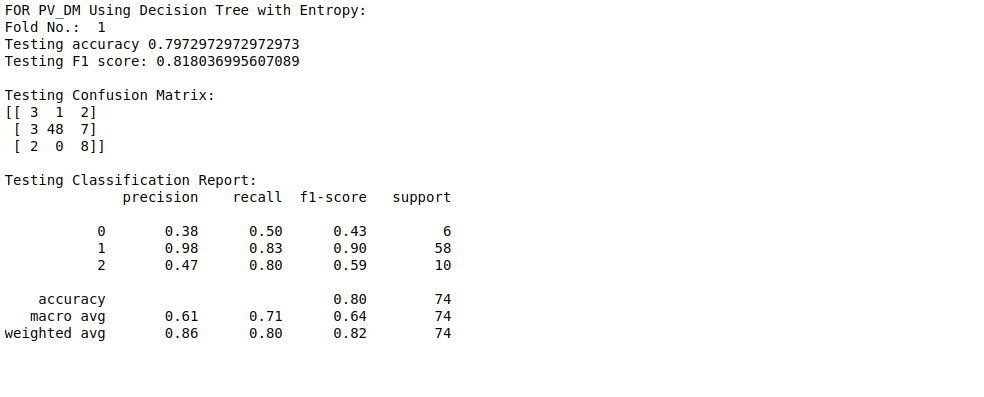 FOR PV_DM Using Decision Tree with Entropy:
Fold No.:  1
Testing accuracy 0.7972972972972973
Testing F1 score: 0.818036995607089
Testing Confusion Matrix:
[[ 3  1  2]
 [ 3 48  7]
 [ 2  0  8]]
Testing Classification Report:
              precision    recall  f1-score   support
           0       0.38      0.50      0.43         6
           1       0.98      0.83      0.90        58
           2       0.47      0.80      0.59        10
    accuracy                           0.80        74
   macro avg       0.61      0.71      0.64        74
weighted avg       0.86      0.80      0.82        74